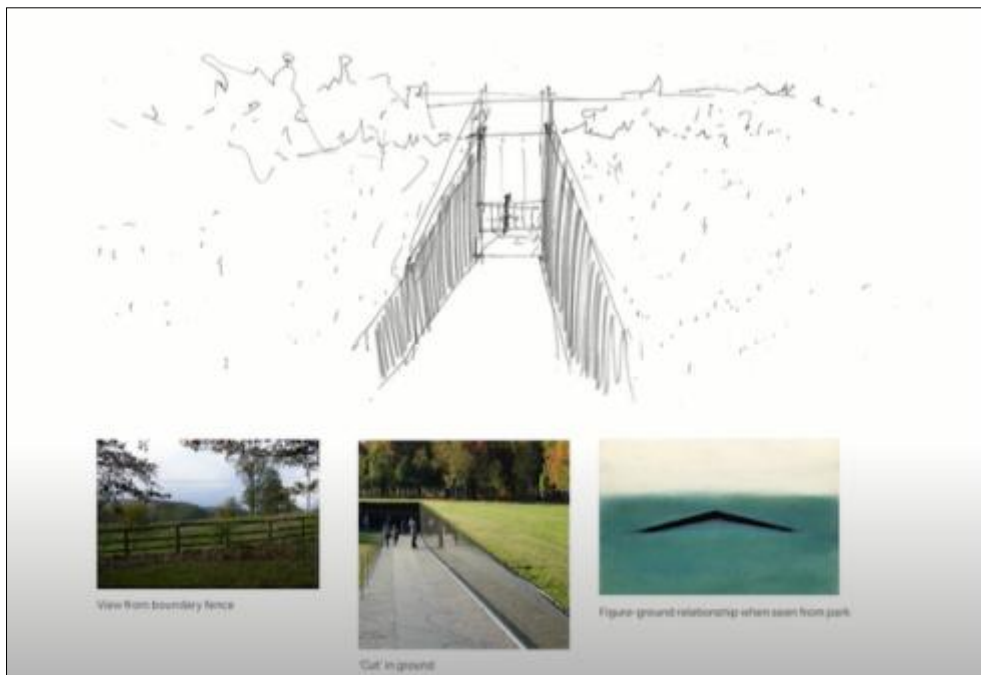 View from boundary fence
'Cut' in ground
Figure-ground relationship when seen from park